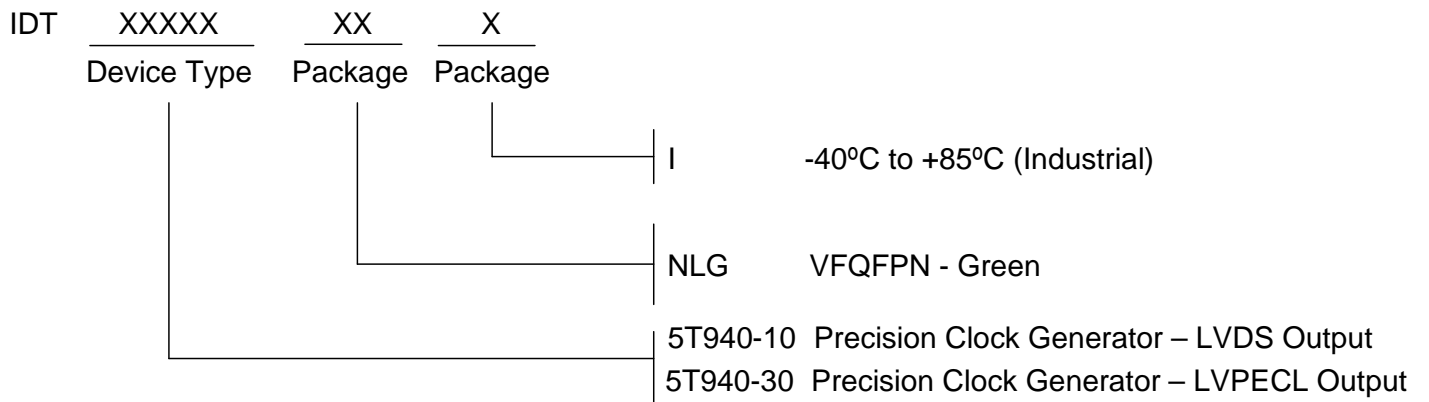 IDT XXXXX XX X
Device Type Package Package
I -40ºC to +85ºC (Industrial)
NLG VFQFPN - Green
5T940-10 Precision Clock Generator – LVDS Output
5T940-30 Precision Clock Generator – LVPECL Output